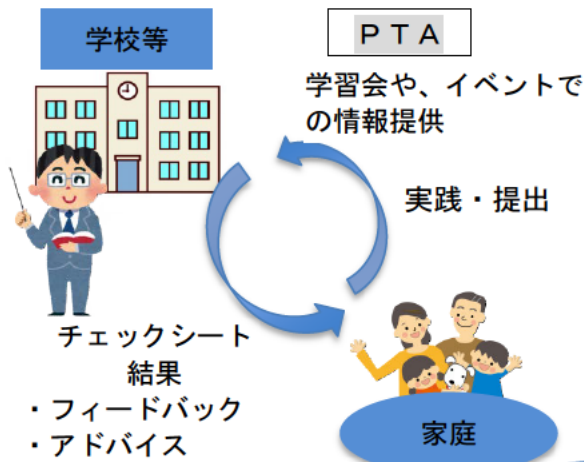 学校等
ＰＴＡ
学習会や、イベントで
の情報提供
実践・提出
チェックシート
結果
・フィードバック
・アドバイス
家庭